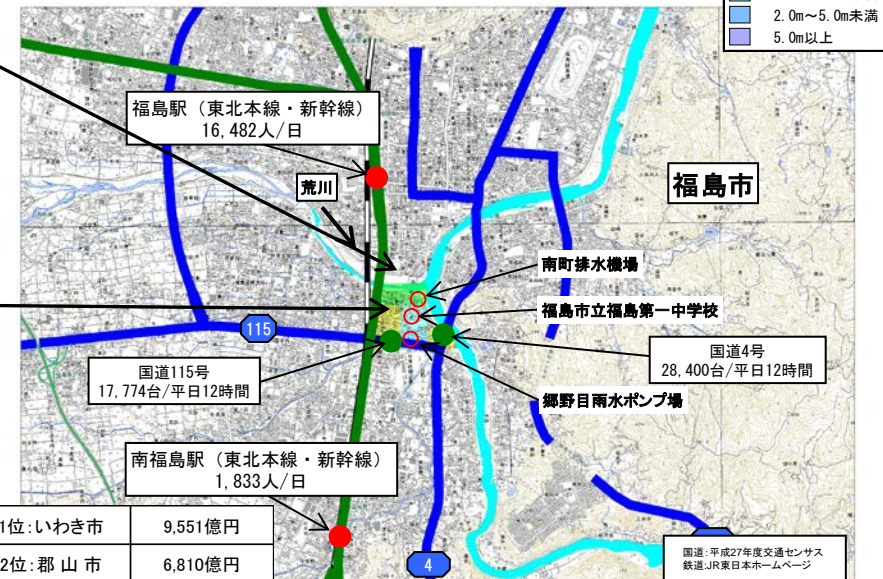 2.0m～5.0m未満
5.0m以上
福島駅（東北本線・新幹線）
16,482人/日
荒川
福島市
南町排水機場
福島市立福島第一中学校
115
国道115号
17,774台/平日12時間
国道4号
28,400台/平日12時間
郷野目雨水ポンプ場
南福島駅（東北本線・新幹線）
1,833人/日
1位：いわき市 9,551億円
2位：郡山市 6,810億円
4
国道：平成27年度交通センサス
鉄道：JR東日本ホームページ